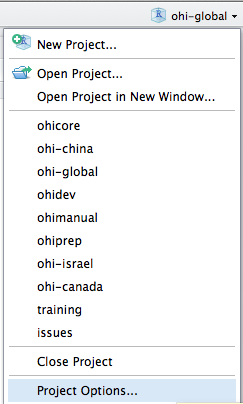 ohi-global
New Project...
Open Project...
Open Project in New Window...
ohicore
ohi-china
ohi-global
ohidev
ohimanual
ohiprep
ohi-israel
ohi-canada
training
issues
Close Project
Project Options...